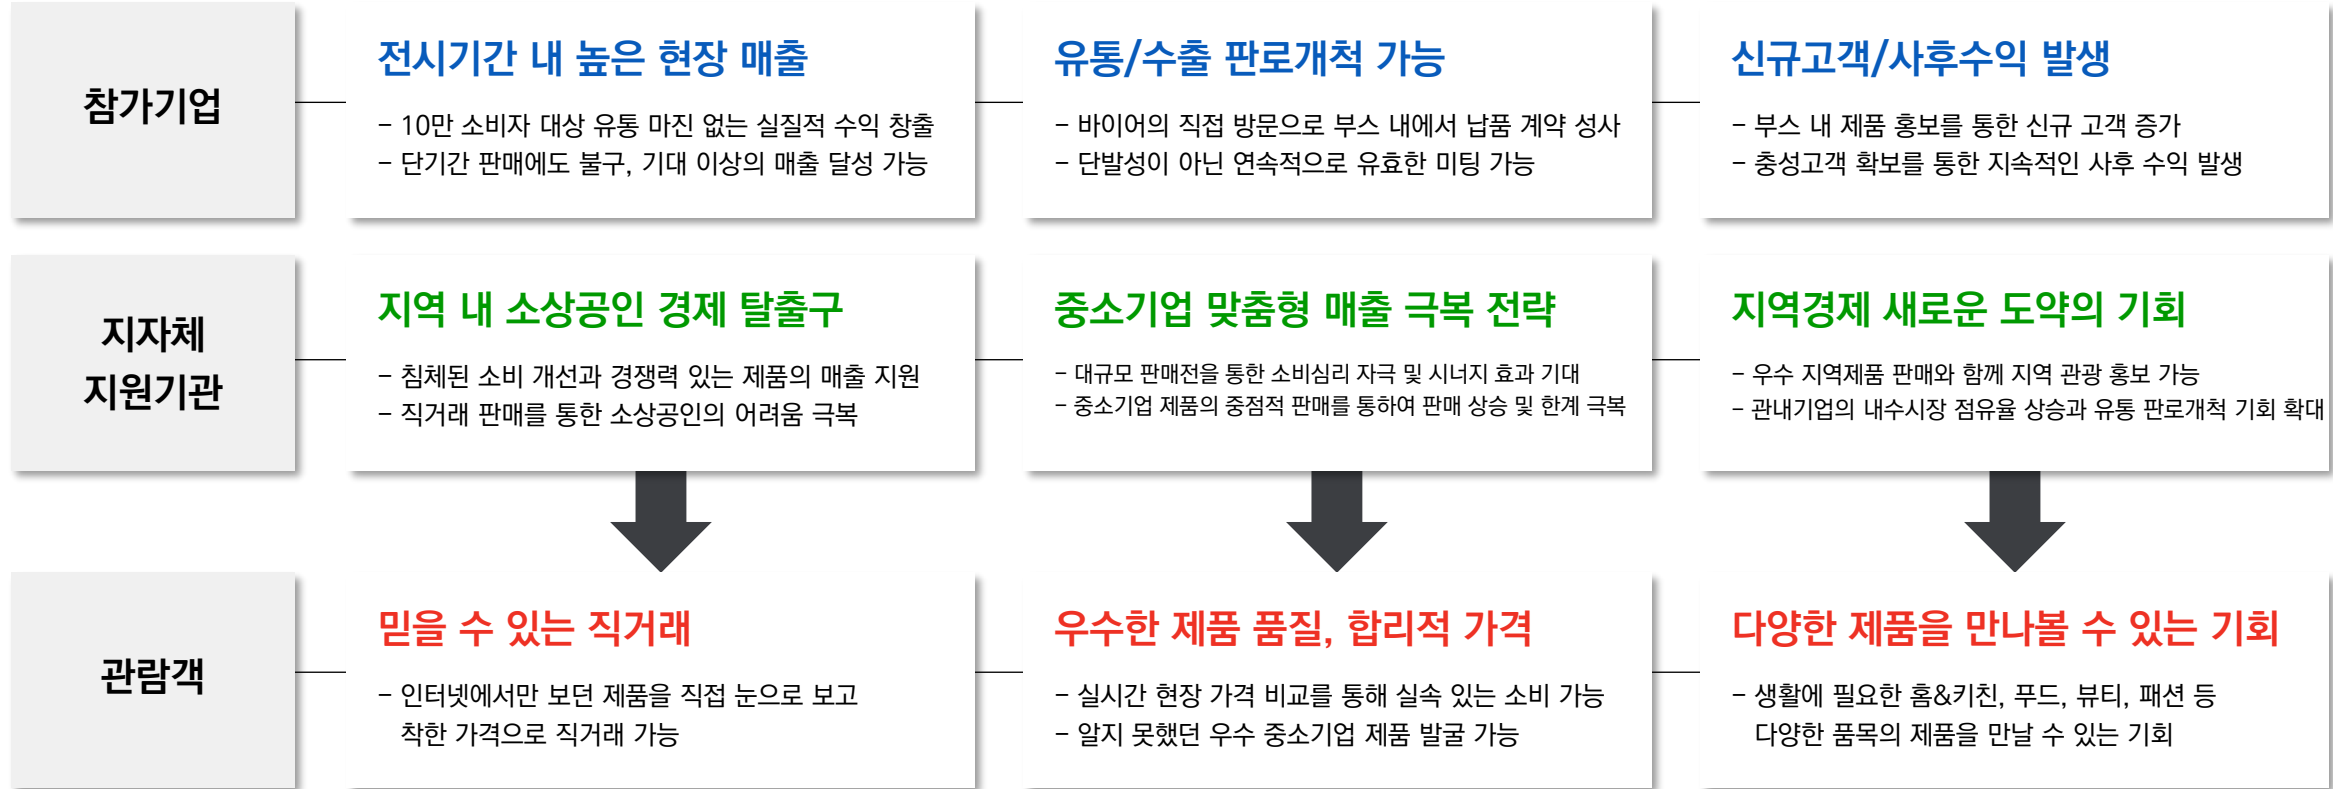 참가기업
전시기간 내 높은 현장 매출
- 10만 소비자 대상 유통 마진 없는 실질적 수익 창출
- 단기간 판매에도 불구, 기대 이상의 매출 달성 가능
유통/수출 판로개척 가능
- 바이어의 직접 방문으로 부스 내에서 납품 계약 성사
- 단발성이 아닌 연속적으로 유효한 미팅 가능
신규고객/사후수익 발생
- 부스 내 제품 홍보를 통한 신규 고객 증가
- 충성고객 확보를 통한 지속적인 사후 수익 발생
지자체
지원기관
지역 내 소상공인 경제 탈출구
- 침체된 소비 개선과 경쟁력 있는 제품의 매출 지원
- 직거래 판매를 통한 소상공인의 어려움 극복
중소기업 맞춤형 매출 극복 전략
- 대규모 판매전을 통한 소비심리 자극 및 시너지 효과 기대
- 중소기업 제품의 중점적 판매를 통하여 판매 상승 및 한계 극복
지역경제 새로운 도약의 기회
- 우수 지역제품 판매와 함께 지역 관광 홍보 가능
- 관내기업의 내수시장 점유율 상승과 유통 판로개척 기회 확대
관람객
믿을 수 있는 직거래
- 인터넷에서만 보던 제품을 직접 눈으로 보고
착한 가격으로 직거래 가능
우수한 제품 품질, 합리적 가격
- 실시간 현장 가격 비교를 통해 실속 있는 소비 가능
- 알지 못했던 우수 중소기업 제품 발굴 가능
다양한 제품을 만나볼 수 있는 기회
- 생활에 필요한 홈&키친, 푸드, 뷰티, 패션 등
다양한 품목의 제품을 만날 수 있는 기회